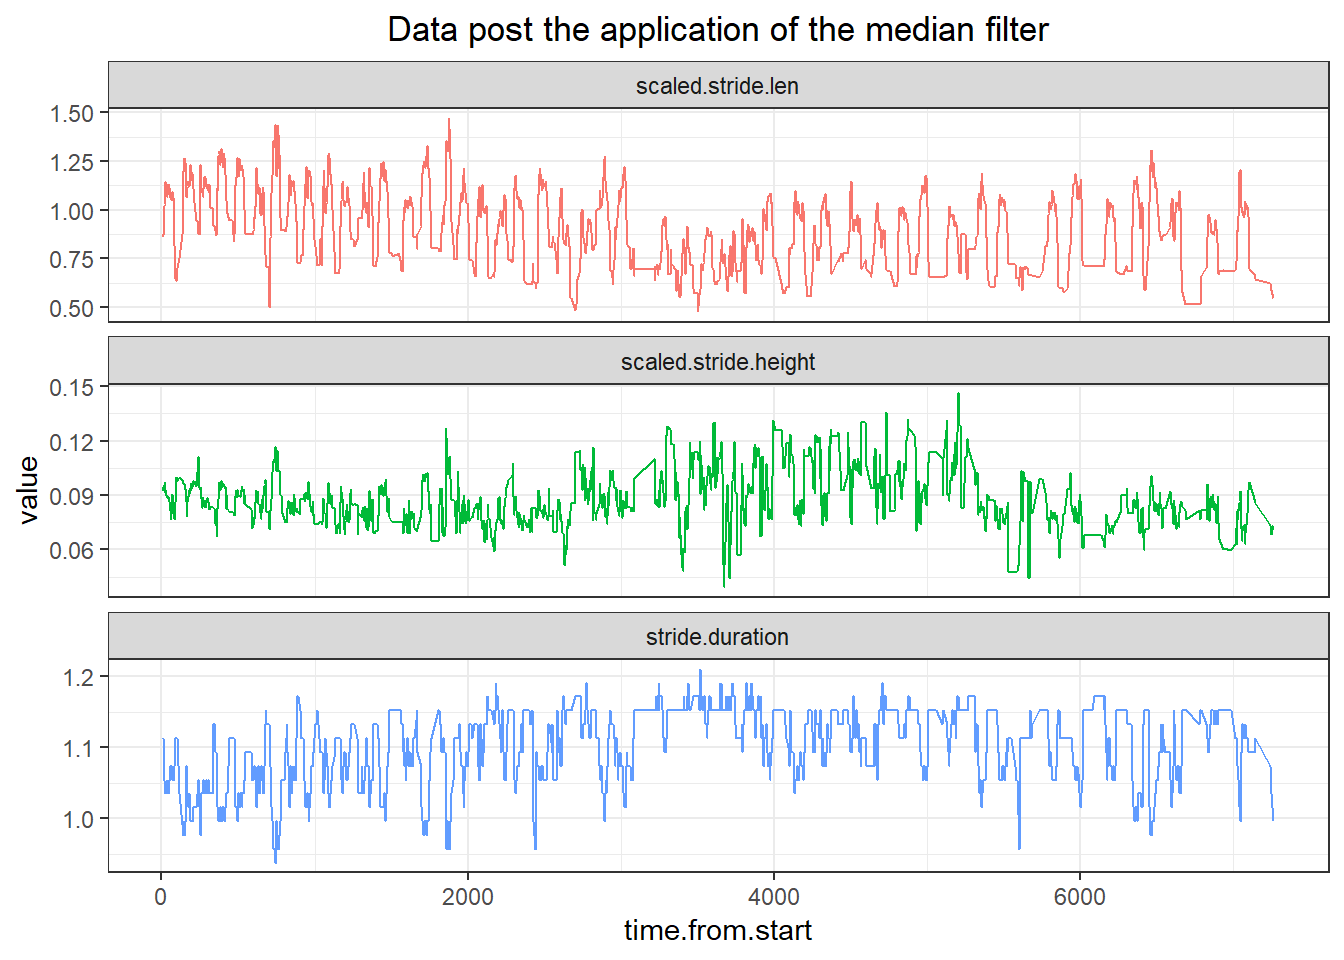 Data post the application of the median filter
scaled.stride.len
1.50
1.25
1.00
0.75
0.50
scaled.stride.height
0.15
0.12
0.09
0.06
value
stride.duration
1.2
1.1
1.0
0 2000 4000 6000
time.from.start